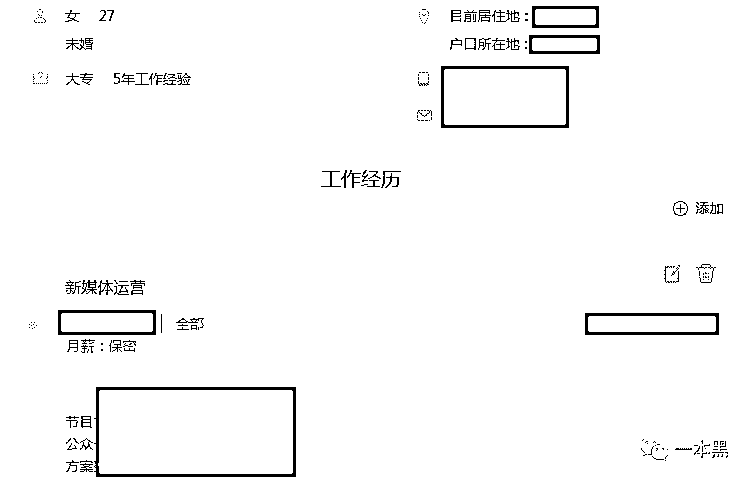 女 27
目前居住地：
未婚
户口所在地：
大专 5年工作经验
工作经历
添加
新媒体运营
全部
月薪：保密
节目
公众
方案
一本黑